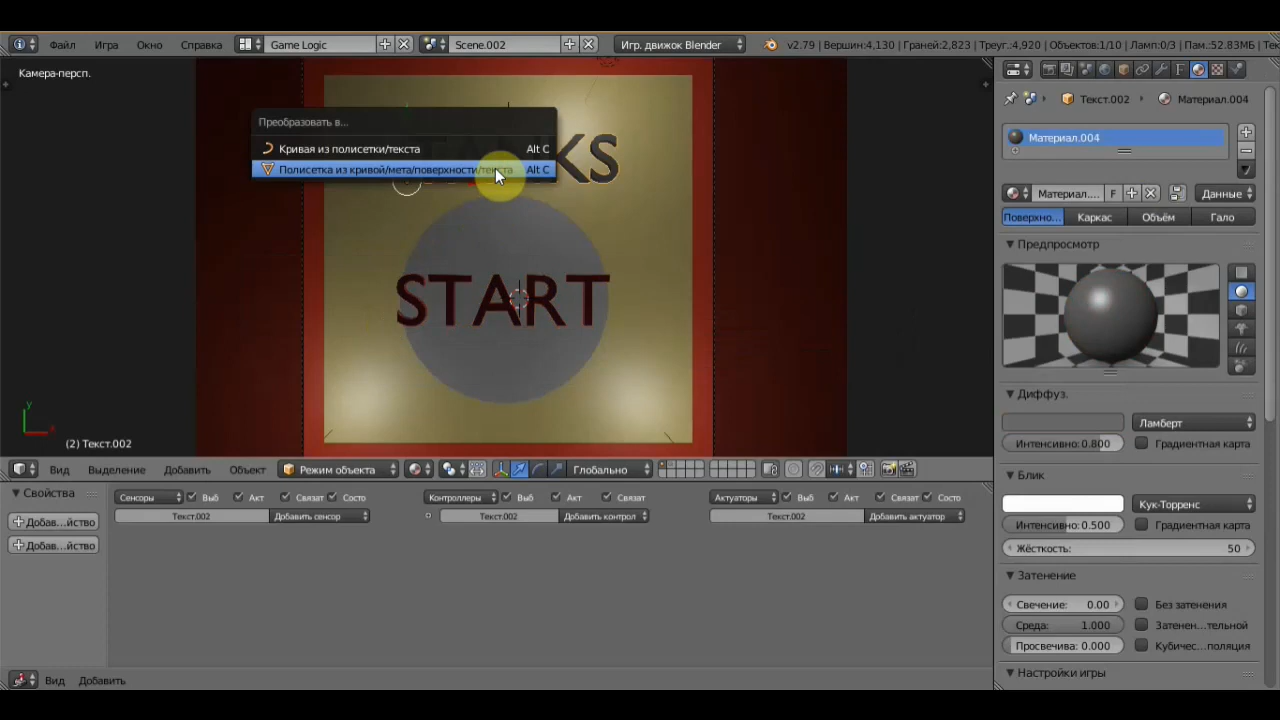 Файл Игра Окно Справка Game Logic Scene.002 Игр. движок Blender v2.79 | Вершин:4,130 | Граней:2,823 | Треуг.:4,920 | Объектов:1/10 | Ламп:0/3 | Пам.:52.83МБ | Тек
Камера-персп.
Текст.002 Материал.004
Преобразовать в...
Материал.004
Кривая из полисетки/текста Alt C
Полисетка из кривой/мета/поверхности/текста Alt C
KS
Материал.... F Данные
Поверхно... Каркас Объём Гало
Предпросмотр
START
Диффуз.
Ламберт
Интенсивно: 0.800 Градиентная карта
(2) Текст.002
Вид Выделение Добавить Объект Режим объекта Глобально
Блик
Свойства
Сенсоры Выб Акт Связат Состо Контроллеры Выб Акт Связат Актуаторы Выб Акт Связат Состо
Кук-Торренс
Добав...йство Текст.002 Добавить сенсор Текст.002 Добавить контрол Текст.002 Добавить актуатор
Интенсивно: 0.500 Градиентная карта
Добав...йство
Жёсткость: 50
Затенение
Свечение: 0.00 Без затенения
Среда: 1.000 Затенен...тельной
Просвечива: 0.000 Кубичес...поляция
Настройки игры
Вид Добавить